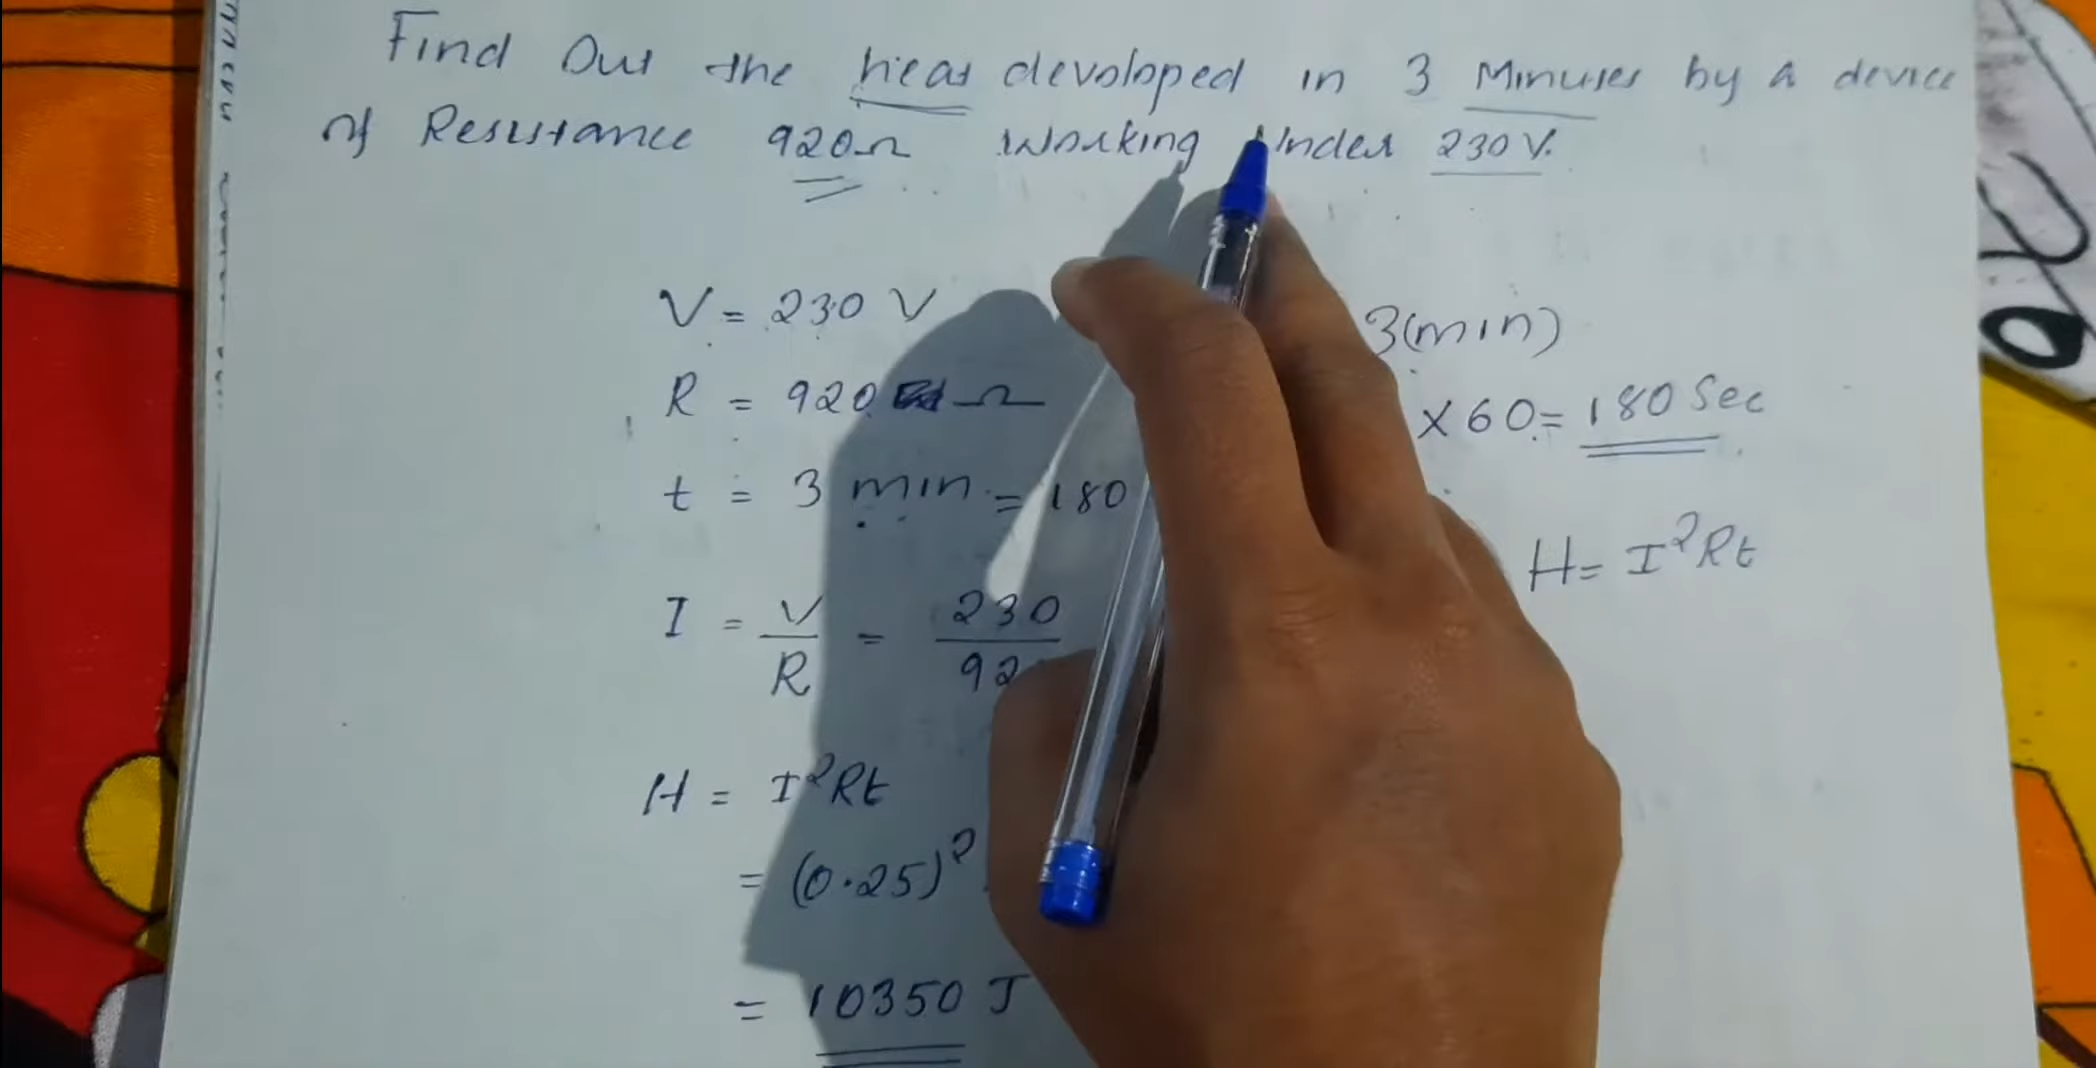 Find Out the heat devoloped in 3 Minutes by a device
of Resistance 920Ω Working Under 230 V.
V = 230 V
3(min)
R = 920 Ω
x 60 = 180 Sec
t = 3 min = 180
H = I²Rt
I = V/R = 230/92
H = I²Rt
= (0.25)²
= 10350 J